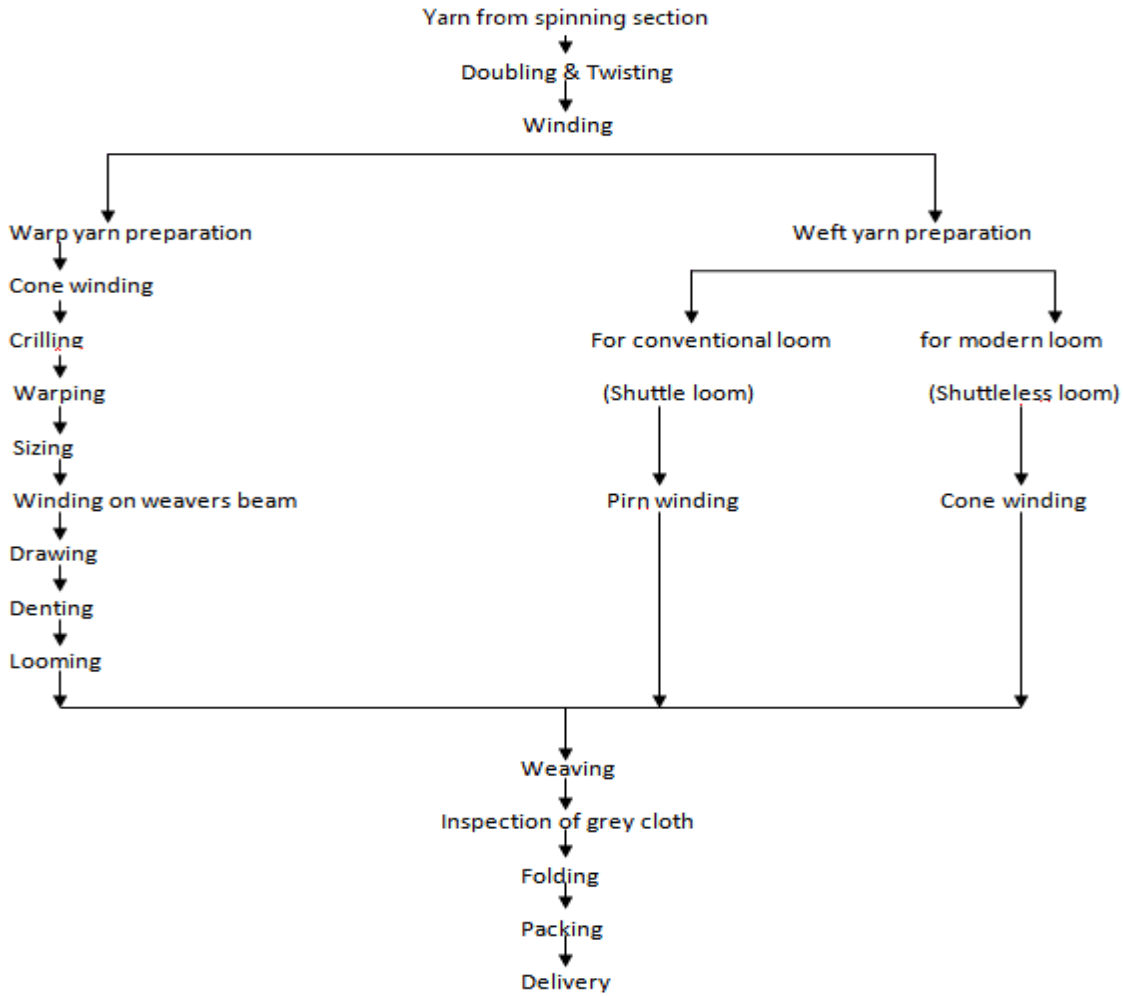 Yarn from spinning section
Doubling & Twisting
Winding
Warp yarn preparation
Weft yarn preparation
Cone winding
Crilling
For conventional loom
for modern loom
Warping
(Shuttle loom)
(Shuttleless loom)
Sizing
Winding on weavers beam
Pirn winding
Cone winding
Drawing
Denting
Looming
Weaving
Inspection of grey cloth
Folding
Packing
Delivery